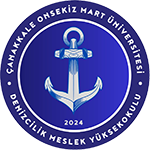 ÇANAKKALE ONSEKİZ MART ÜNİVERSİTESİ
2024
DENİZCİLİK MESLEK YÜKSEKOKULU